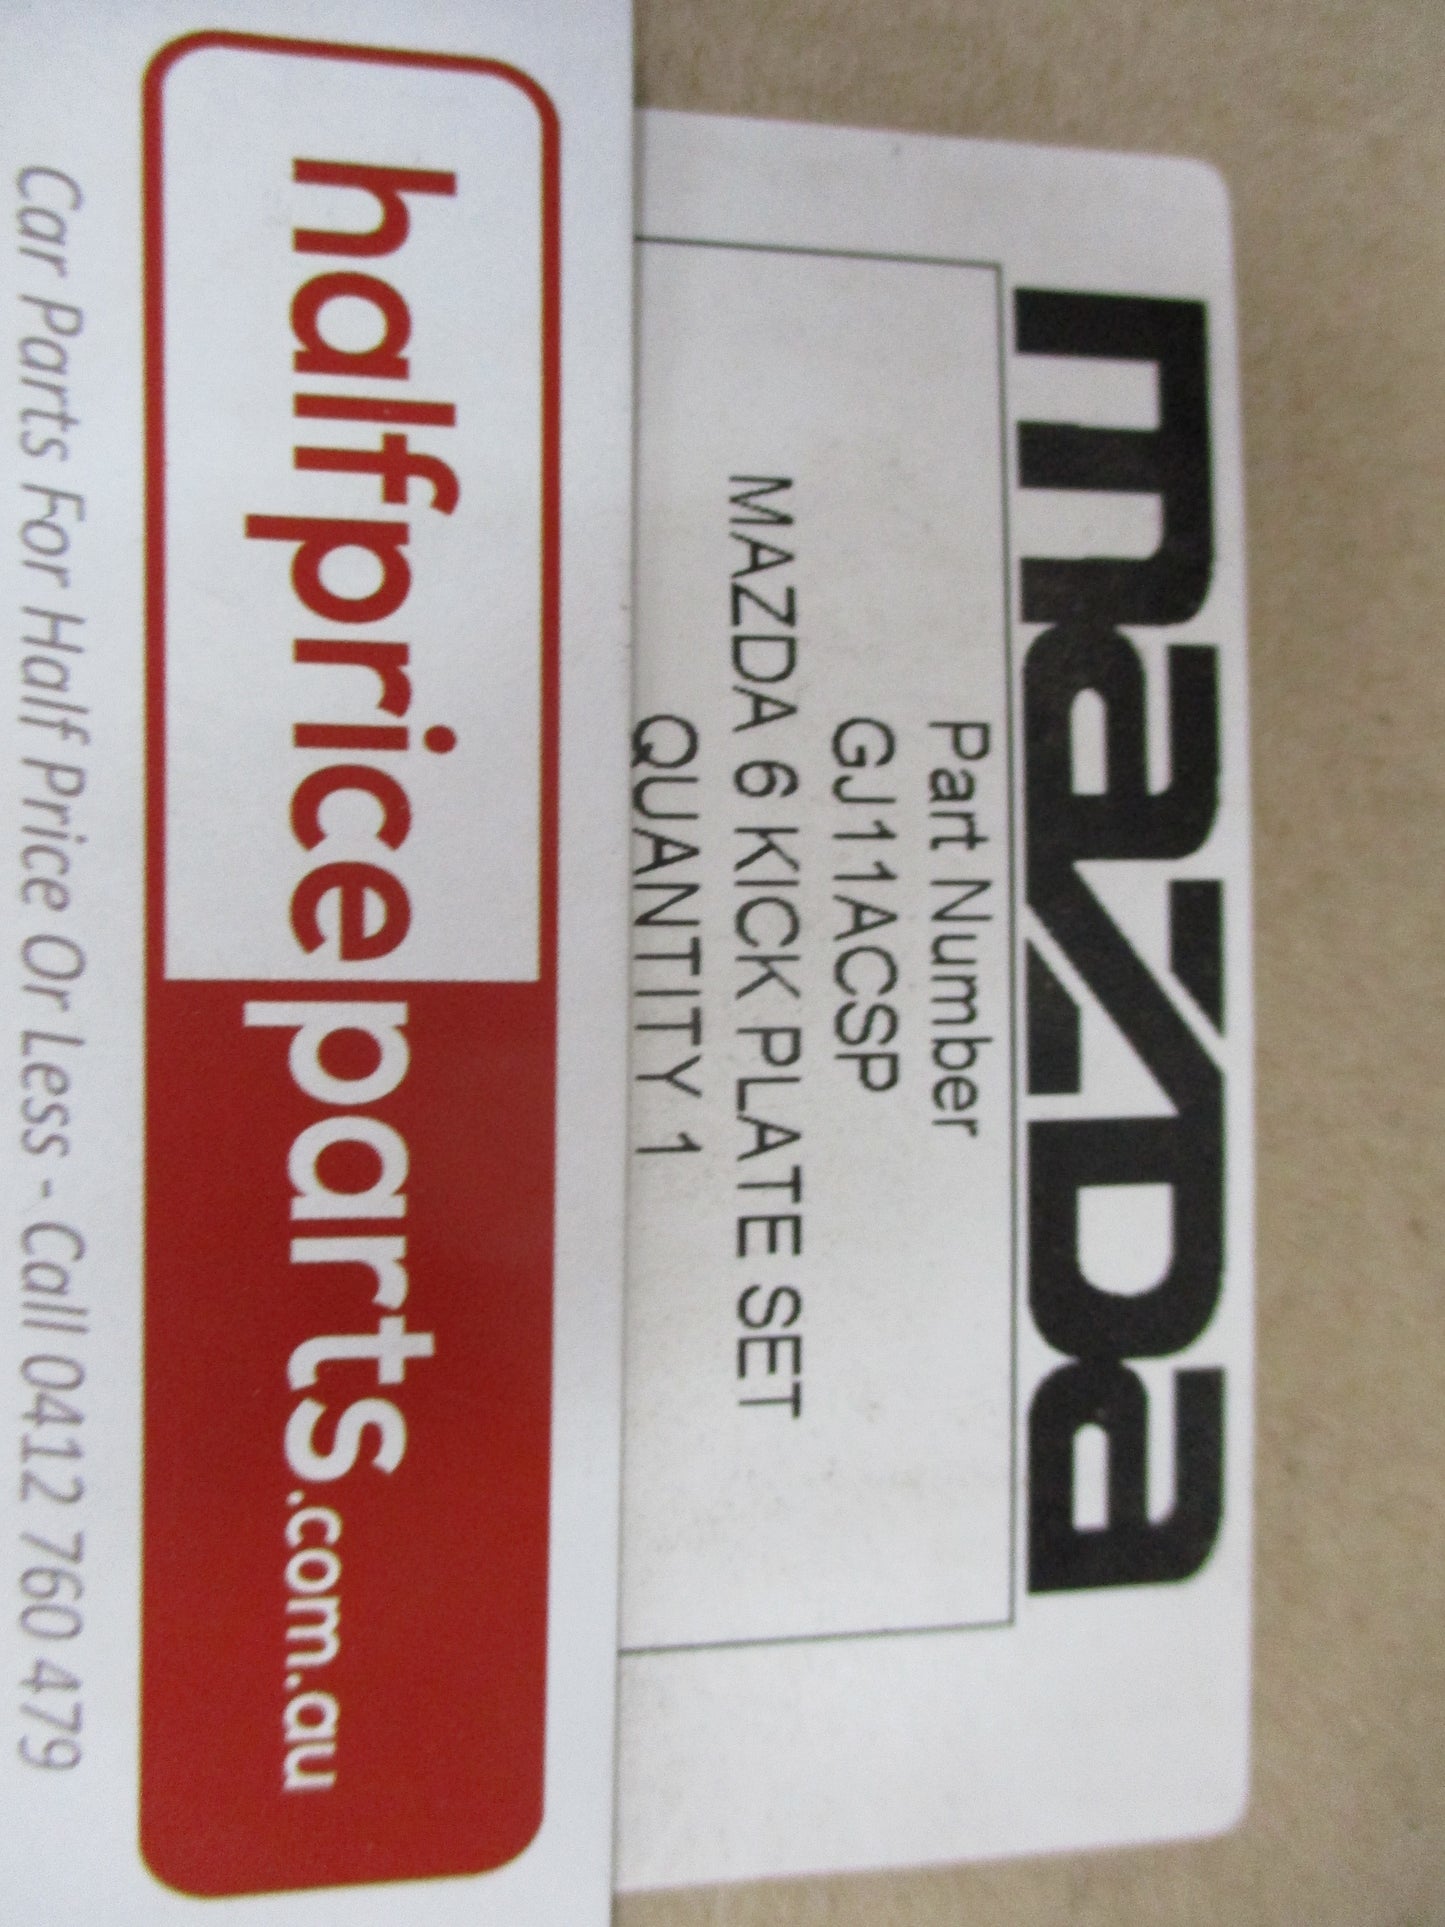 mazda
Part Number
GJ11ACSP
MAZDA 6 KICK PLATE SET
QUANTITY 1
halfpriceparts.com.au
Car Parts For Half Price Or Less - Call 0412 760 479